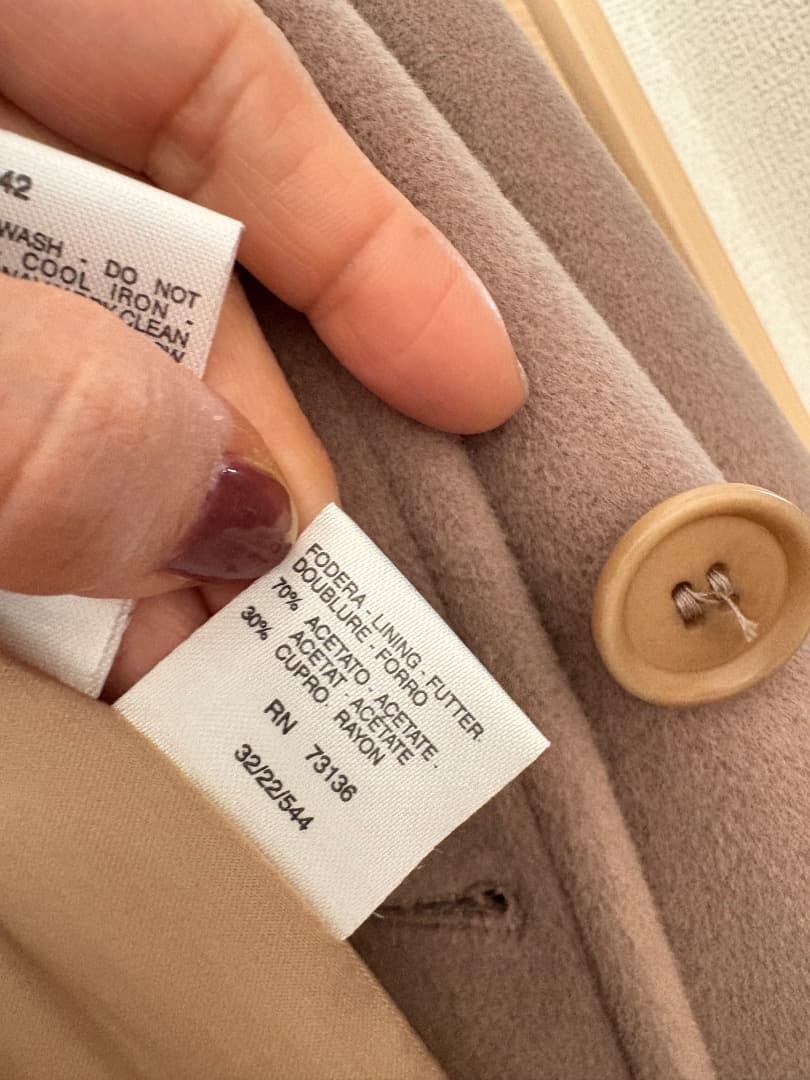 42
WASH - DO NOT
COOL IRON -
CLEAN
FODERA - LINING - FUTTER.
DOUBLURE - FORRO
70% ACETATO - ACETATE -
ACETAT - ACÉTATE
30% CUPRO. RAYON
RN 73136
32/22/544